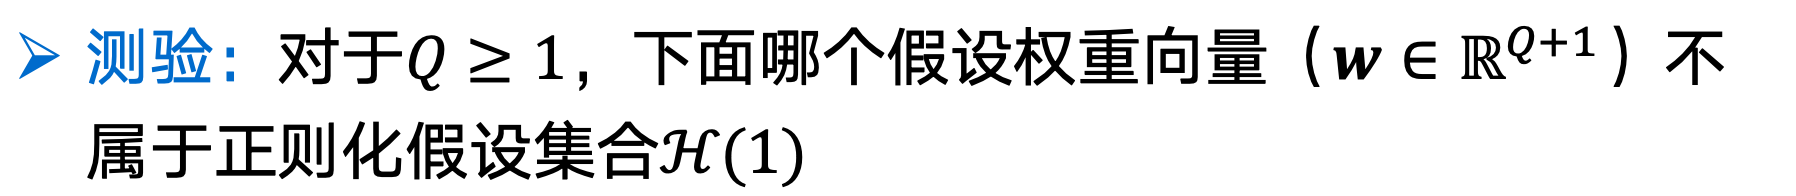 ➢ 测验：对于Q ≥ 1，下面哪个假设权重向量（w ∈ ℝ^{Q+1}）不
属于正则化假设集合ℋ(1)